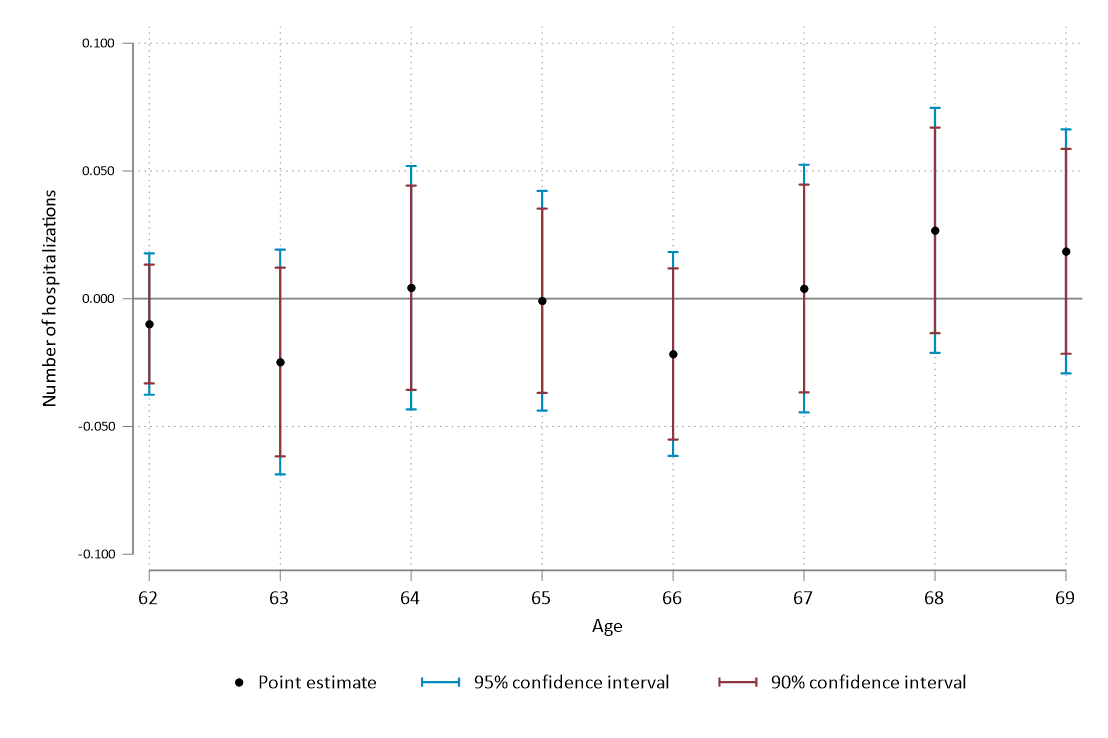 0.100
0.050
0.000
-0.050
-0.100
Number of hospitalizations
62 63 64 65 66 67 68 69
Age
Point estimate 95% confidence interval 90% confidence interval